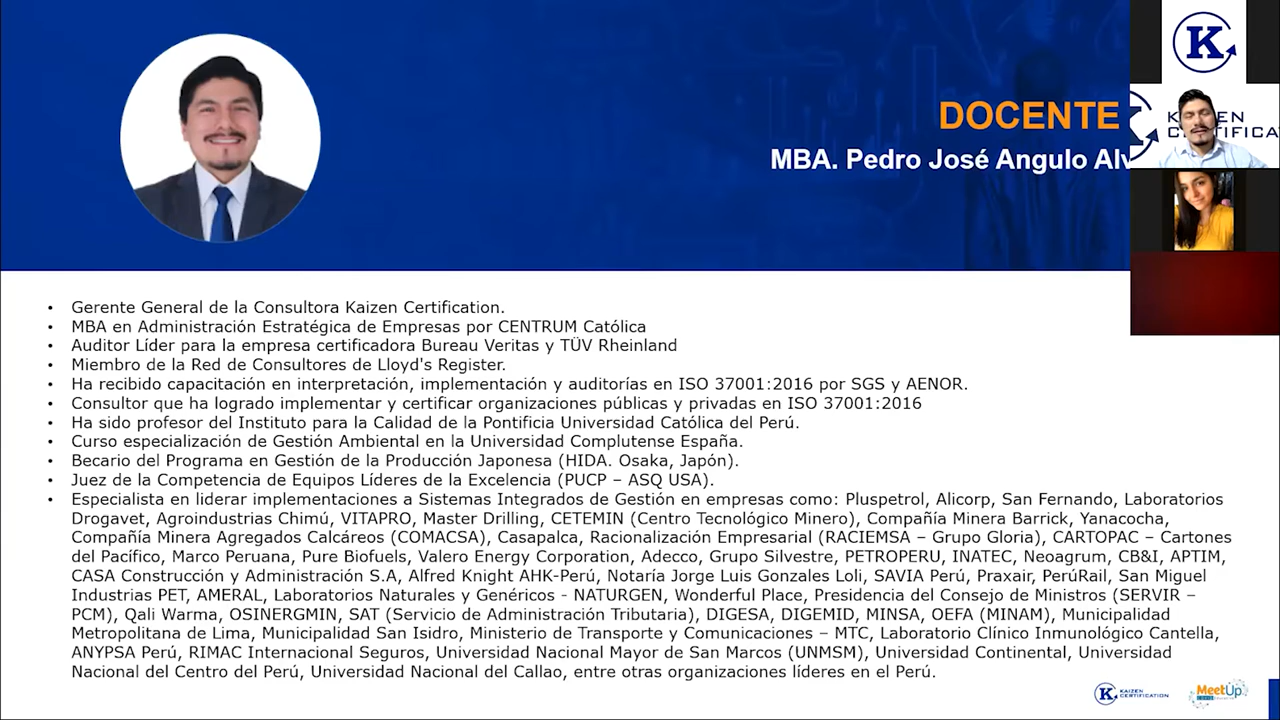 K
DOCENTE
MBA. Pedro José Angulo
KAIZEN
CERTIFICA
• Gerente General de la Consultora Kaizen Certification.
• MBA en Administración Estratégica de Empresas por CENTRUM Católica
• Auditor Líder para la empresa certificadora Bureau Veritas y TÜV Rheinland
• Miembro de la Red de Consultores de Lloyd's Register.
• Ha recibido capacitación en interpretación, implementación y auditorías en ISO 37001:2016 por SGS y AENOR.
• Consultor que ha logrado implementar y certificar organizaciones públicas y privadas en ISO 37001:2016
• Ha sido profesor del Instituto para la Calidad de la Pontificia Universidad Católica del Perú.
• Curso especialización de Gestión Ambiental en la Universidad Complutense España.
• Becario del Programa en Gestión de la Producción Japonesa (HIDA. Osaka, Japón).
• Juez de la Competencia de Equipos Líderes de la Excelencia (PUCP – ASQ USA).
• Especialista en liderar implementaciones a Sistemas Integrados de Gestión en empresas como: Pluspetrol, Alicorp, San Fernando, Laboratorios
Drogavet, Agroindustrias Chimú, VITAPRO, Master Drilling, CETEMIN (Centro Tecnológico Minero), Compañía Minera Barrick, Yanacocha,
Compañía Minera Agregados Calcáreos (COMACSA), Casapalca, Racionalización Empresarial (RACIEMSA – Grupo Gloria), CARTOPAC – Cartones
del Pacífico, Marco Peruana, Pure Biofuels, Valero Energy Corporation, Adecco, Grupo Silvestre, PETROPERU, INATEC, Neoagrum, CB&I, APTIM,
CASA Construcción y Administración S.A, Alfred Knight AHK-Perú, Notaría Jorge Luis Gonzales Loli, SAVIA Perú, Praxair, PerúRail, San Miguel
Industrias PET, AMERAL, Laboratorios Naturales y Genéricos - NATURGEN, Wonderful Place, Presidencia del Consejo de Ministros (SERVIR –
PCM), Qali Warma, OSINERGMIN, SAT (Servicio de Administración Tributaria), DIGESA, DIGEMID, MINSA, OEFA (MINAM), Municipalidad
Metropolitana de Lima, Municipalidad San Isidro, Ministerio de Transporte y Comunicaciones – MTC, Laboratorio Clínico Inmunológico Cantella,
ANYPSA Perú, RIMAC Internacional Seguros, Universidad Nacional Mayor de San Marcos (UNMSM), Universidad Continental, Universidad
Nacional del Centro del Perú, Universidad Nacional del Callao, entre otras organizaciones líderes en el Perú.
K KAIZEN
CERTIFICATION
MeetUp